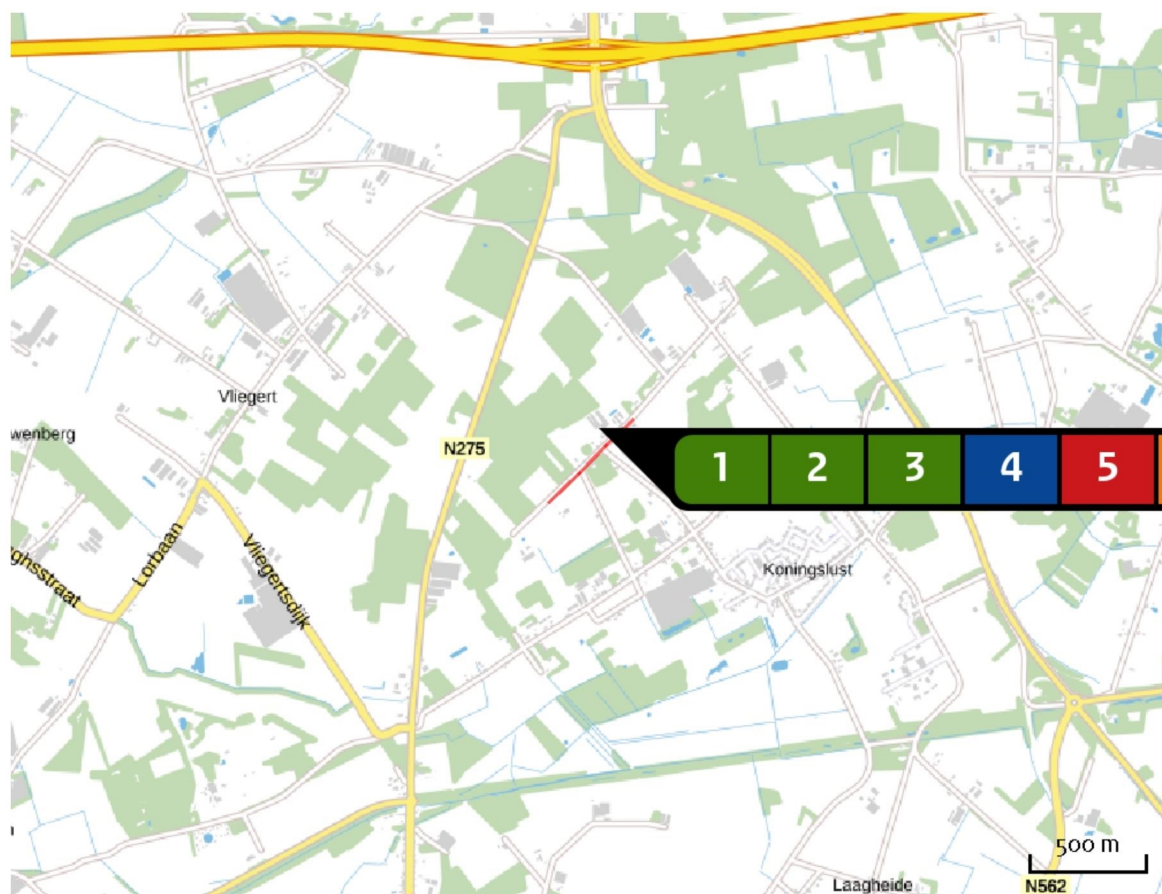 Vliegert
wenberg
N275
1 2 3 4 5
Lorbaan
Vliegertsdijk
ghsstraat
Koningslust
500 m
Laagheide
N562